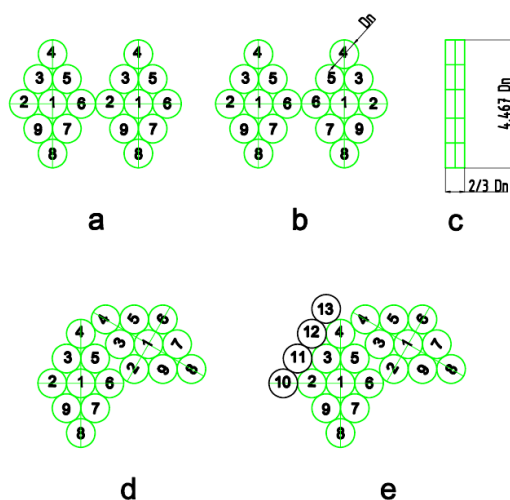 4 4
3 5 3 5
2 1 6 2 1 6
9 7 9 7
8 8
a
Dn
4 4
3 5 5 3
2 1 6 6 1 2
9 7 7 9
8 8
b
4.467 Dn
2/3 Dn
c
4 5 6
4 3 1 7
3 5 2 9 8
2 1 6
9 7
8
d
13
12 4 4 5 6
11 3 5 3 1 7
10 2 1 6 2 9 8
9 7
8
e